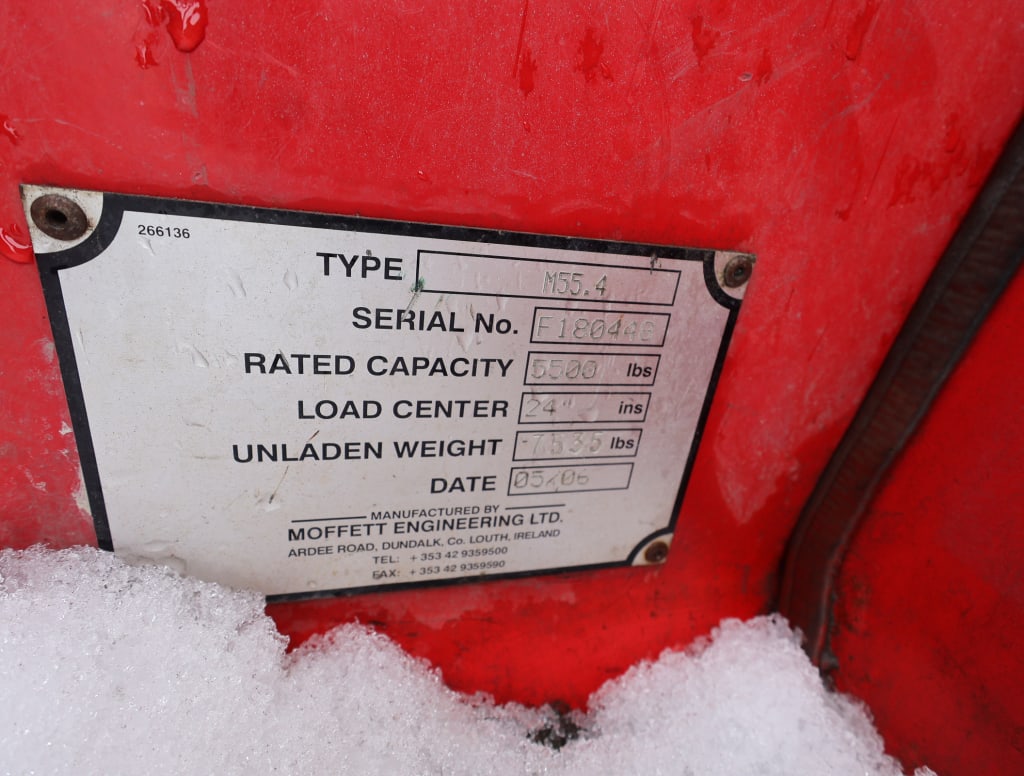 266136
TYPE M55.4
SERIAL No.
RATED CAPACITY 5500 lbs
LOAD CENTER 24" ins
UNLADEN WEIGHT 7535 lbs
DATE 05/06
MANUFACTURED BY
MOFFETT ENGINEERING LTD.
ARDEE ROAD, DUNDALK, Co. LOUTH, IRELAND
TEL: +353 42 9359500
FAX: +353 42 9359590